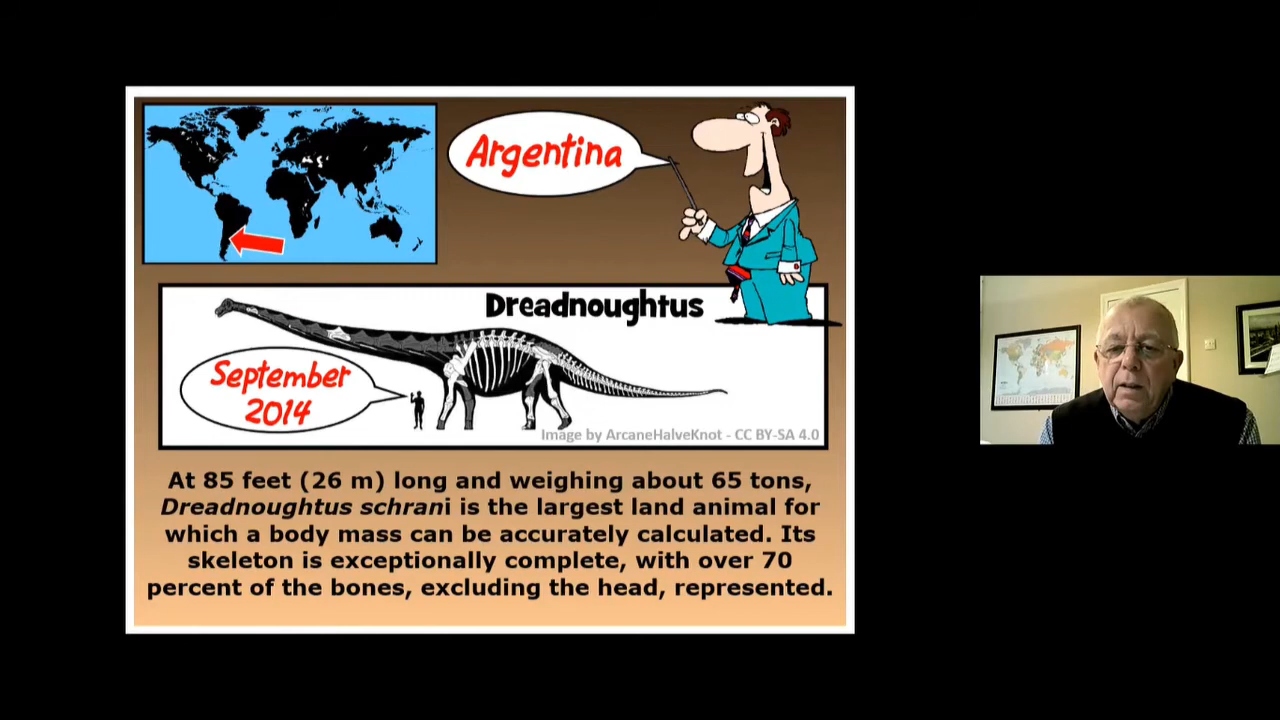 Argentina
Dreadnoughtus
September
2014
Image by ArcaneHalveKnot - CC BY-SA 4.0
At 85 feet (26 m) long and weighing about 65 tons,
Dreadnoughtus schrani is the largest land animal for
which a body mass can be accurately calculated. Its
skeleton is exceptionally complete, with over 70
percent of the bones, excluding the head, represented.